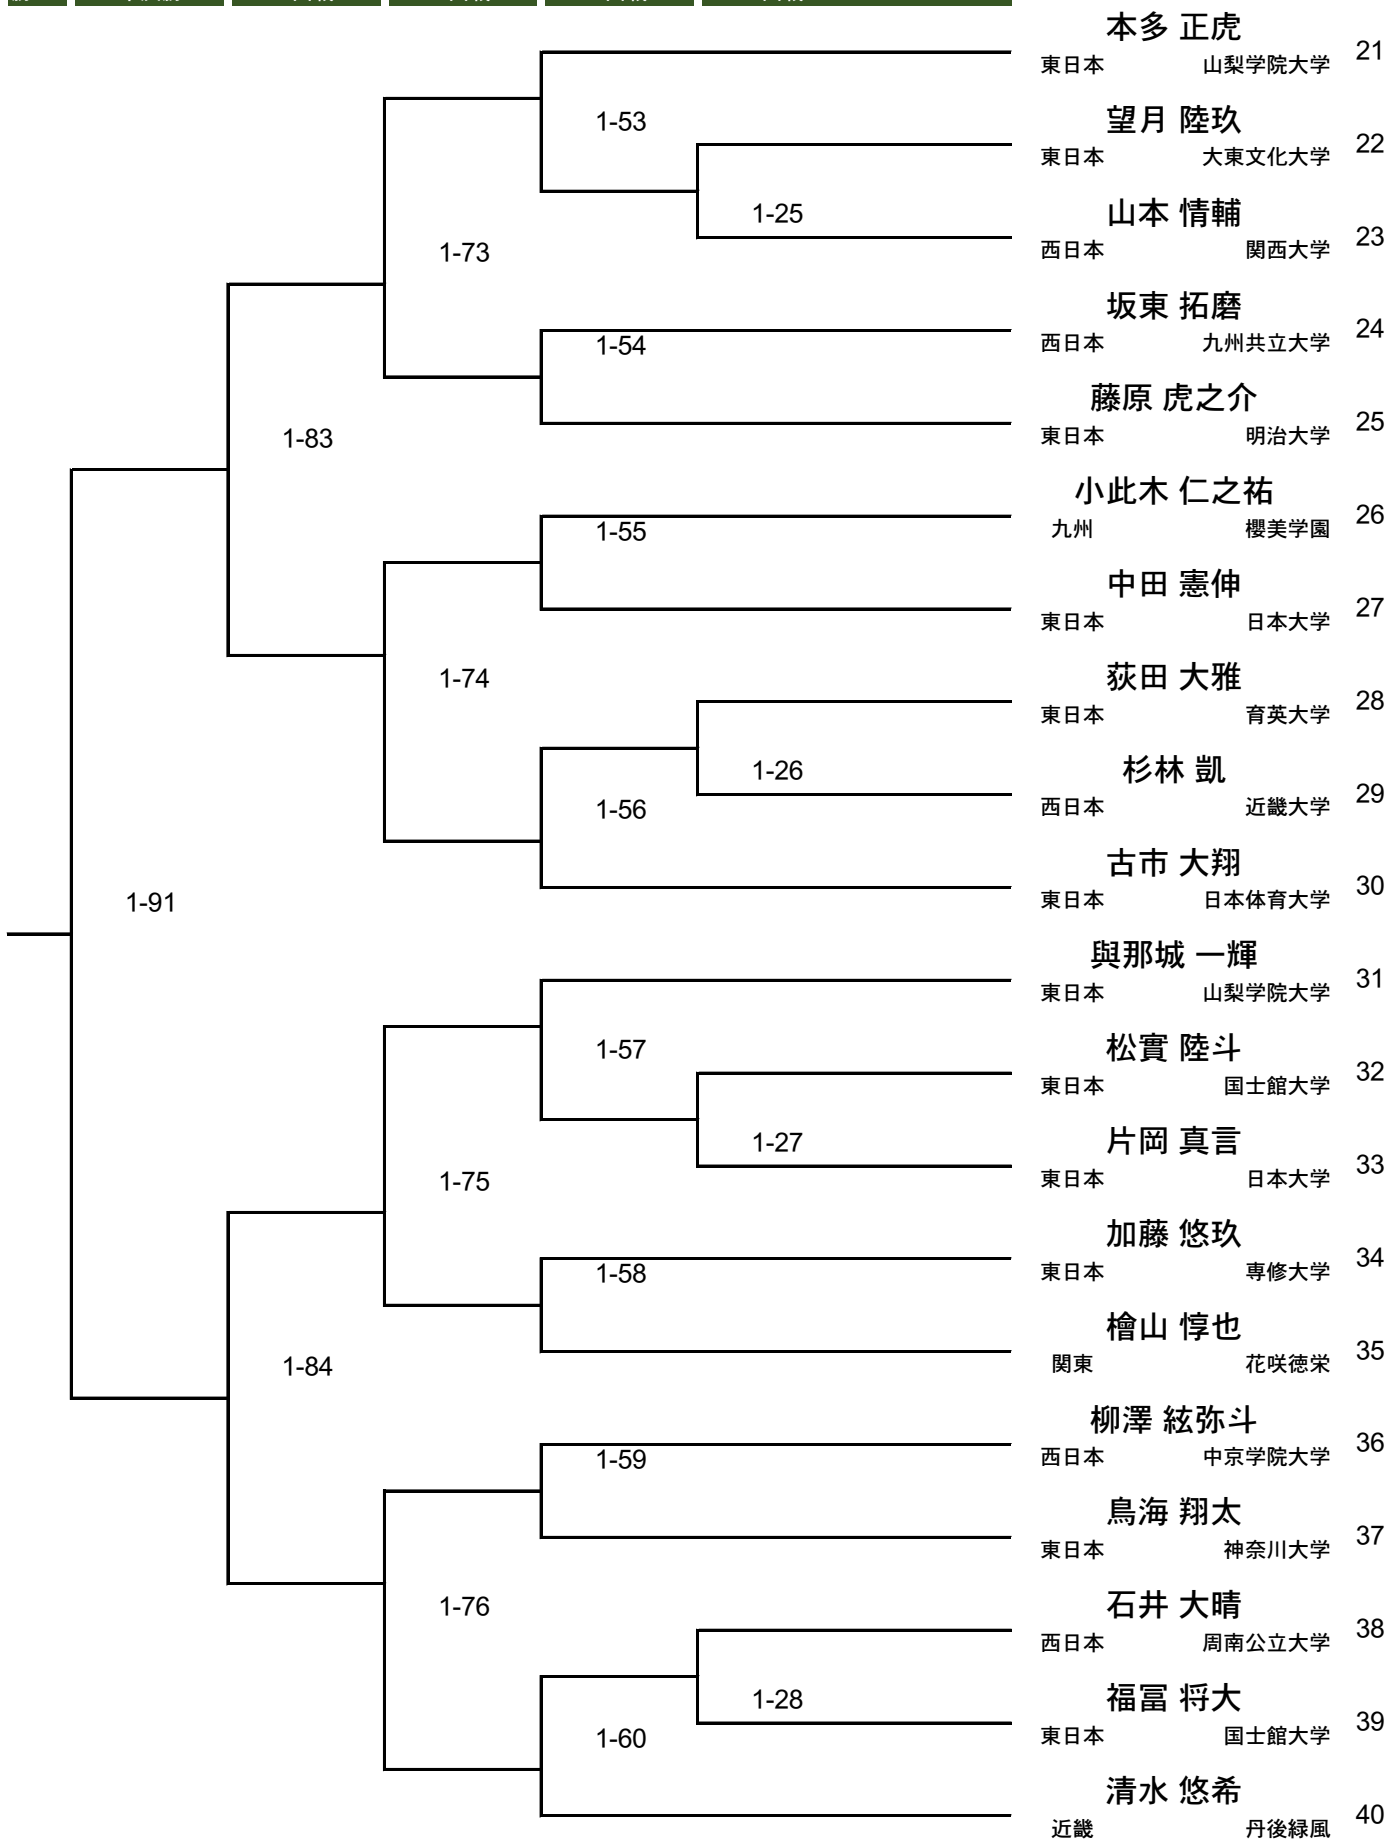 本多 正虎
東日本 山梨学院大学 21
1-53
望月 陸玖
東日本 大東文化大学 22
1-25
山本 情輔
西日本 関西大学 23
1-73
坂東 拓磨
西日本 九州共立大学 24
1-54
藤原 虎之介
東日本 明治大学 25
1-83
小此木 仁之祐
九州 櫻美学園 26
1-55
中田 憲伸
東日本 日本大学 27
1-74
荻田 大雅
東日本 育英大学 28
1-26
杉林 凱
西日本 近畿大学 29
1-56
古市 大翔
東日本 日本体育大学 30
1-91
與那城 一輝
東日本 山梨学院大学 31
1-57
松實 陸斗
東日本 国士館大学 32
1-27
片岡 真言
東日本 日本大学 33
1-75
加藤 悠玖
東日本 専修大学 34
1-58
檜山 惇也
関東 花咲徳栄 35
1-84
柳澤 絃弥斗
西日本 中京学院大学 36
1-59
鳥海 翔太
東日本 神奈川大学 37
1-76
石井 大晴
西日本 周南公立大学 38
1-28
福冨 将大
東日本 国士館大学 39
1-60
清水 悠希
近畿 丹後緑風 40